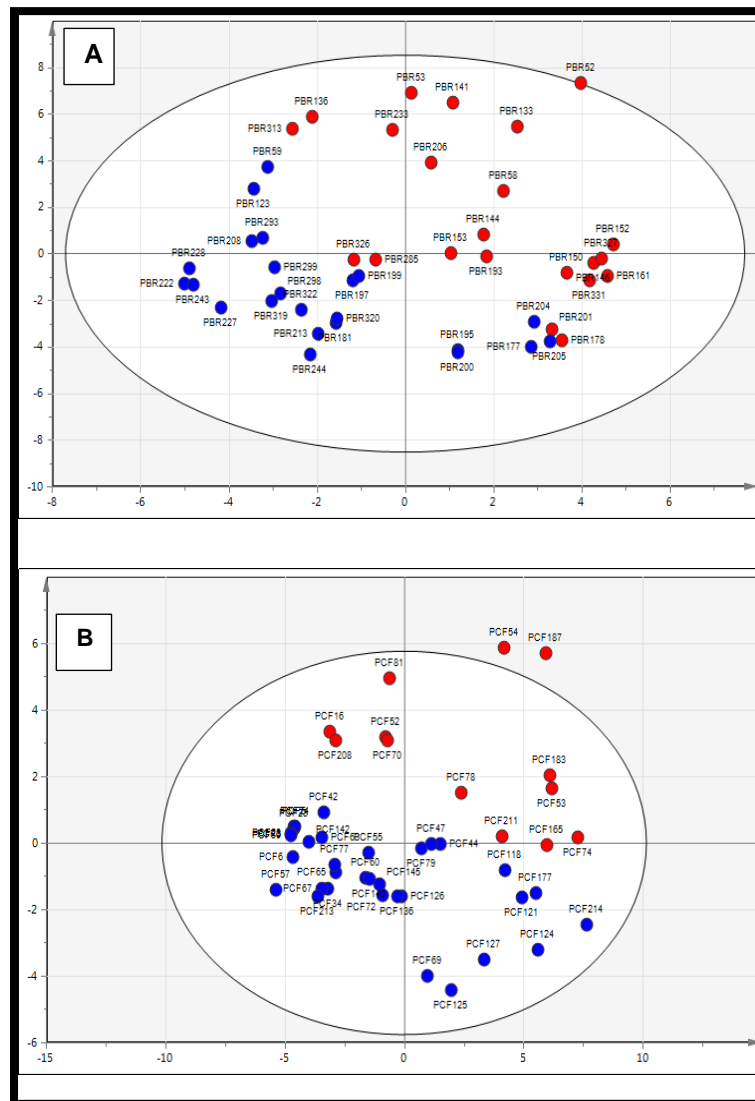 A
8
6
4
2
0
-2
-4
-6
-8
-10
-8 -6 -4 -2 0 2 4 6
PBR52
PBR53
PBR141
PBR136
PBR233
PBR133
PBR313
PBR59
PBR206
PBR58
PBR123
PBR293
PBR144
PBR152
PBR208
PBR153
PBR228
PBR326
PBR285
PBR193
PBR150
PBR299
PBR199
PBR161
PBR222
PBR298
PBR243
PBR322
PBR197
PBR331
PBR227
PBR319
PBR320
PBR204
PBR201
PBR213
PBR181
PBR195
PBR177
PBR178
PBR244
PBR200
PBR205
B
6
4
2
0
-2
-4
-6
-15 -10 -5 0 5 10
PCF54
PCF187
PCF81
PCF16
PCF52
PCF208
PCF70
PCF183
PCF78
PCF53
PCF42
PCF47
PCF211
PCF165
PCF142
PCF55
PCF44
PCF74
PCF6
PCF77
PCF60
PCF79
PCF118
PCF57
PCF65
PCF145
PCF177
PCF67
PCF34
PCF126
PCF121
PCF214
PCF213
PCF72
PCF136
PCF124
PCF127
PCF69
PCF125